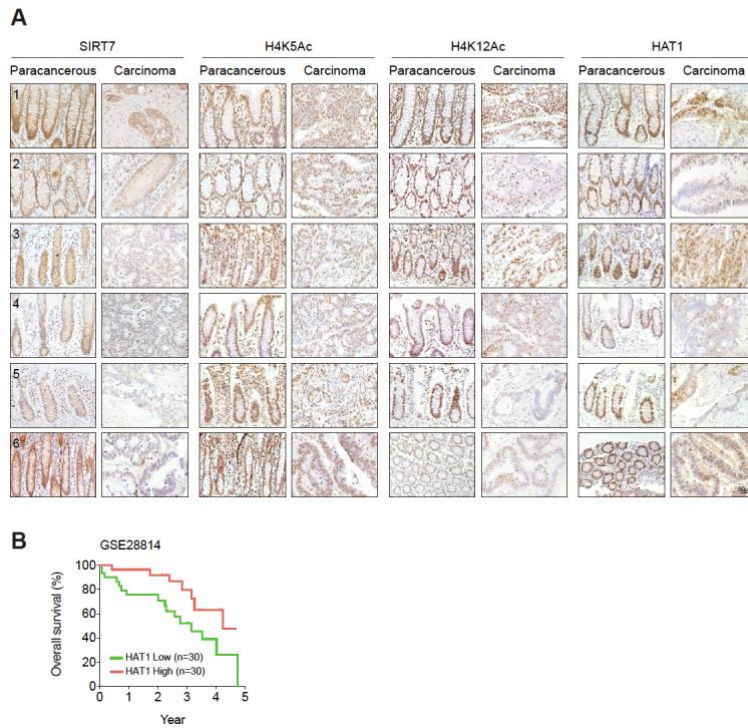 A
SIRT7 H4K5Ac H4K12Ac HAT1
Paracancerous Carcinoma Paracancerous Carcinoma Paracancerous Carcinoma Paracancerous Carcinoma
1
2
3
4
5
6
B
GSE28814
Overall survival (%)
100
80
60
40
20
0
HAT1 Low (n=30)
HAT1 High (n=30)
0 1 2 3 4 5
Year